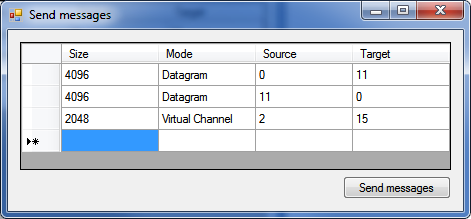 Send messages
Size Mode Source Target
4096 Datagram 0 11
4096 Datagram 11 0
2048 Virtual Channel 2 15
Send messages